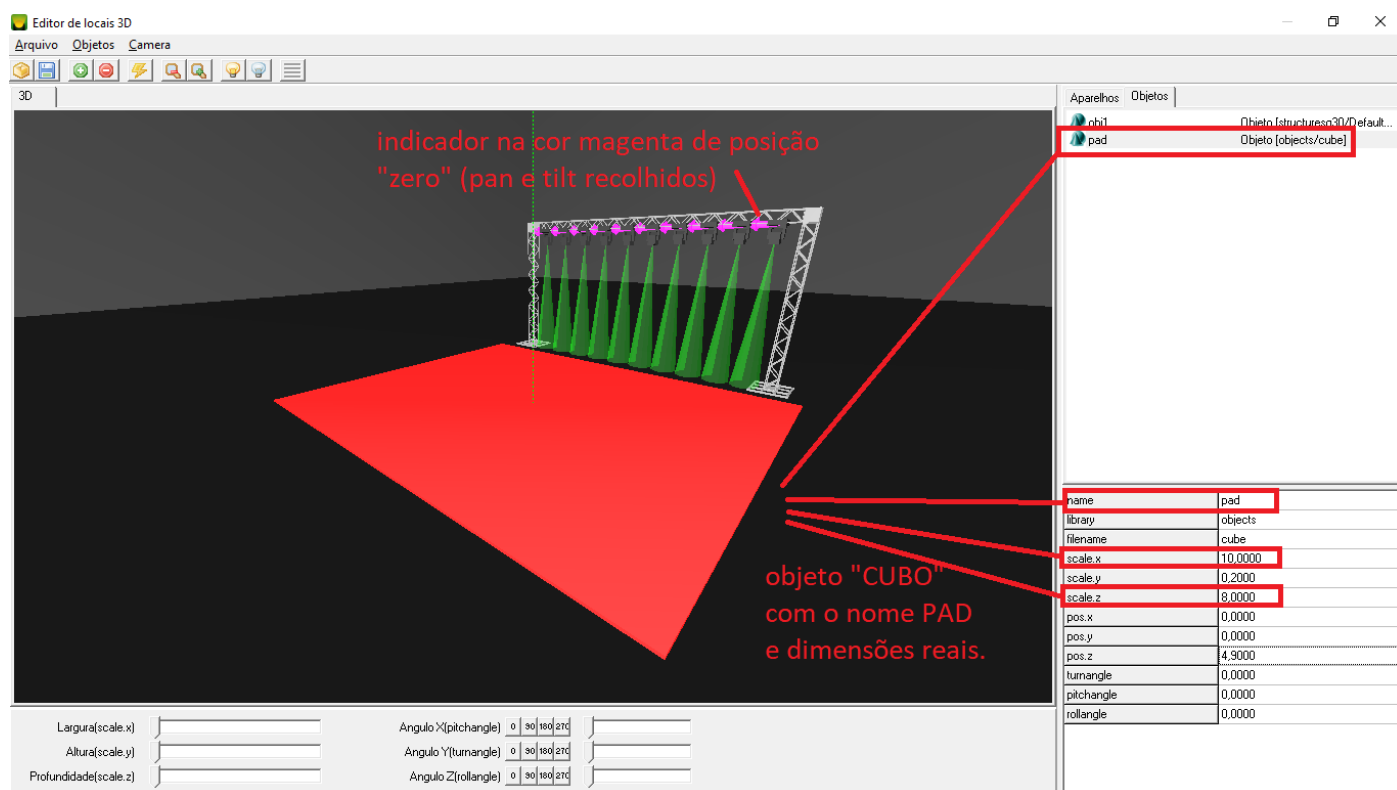 Editor de locais 3D
Arquivo Objetos Camera
3D
Aparelhos Objetos
obj1 Objeto [structuresq30/Default...
pad Objeto [objects/cube]
indicador na cor magenta de posição
"zero" (pan e tilt recolhidos)
name pad
library objects
filename cube
scale.x 10,0000
scale.y 0,2000
scale.z 8,0000
pos.x 0,0000
pos.y 0,0000
pos.z 4,9000
turnangle 0,0000
pitchangle 0,0000
rollangle 0,0000
objeto "CUBO"
com o nome PAD
e dimensões reais.
Largura(scale.x) Angulo X(pitchangle) 0 90 180 270
Altura(scale.y) Angulo Y(turnangle) 0 90 180 270
Profundidade(scale.z) Angulo Z(rollangle) 0 90 180 270